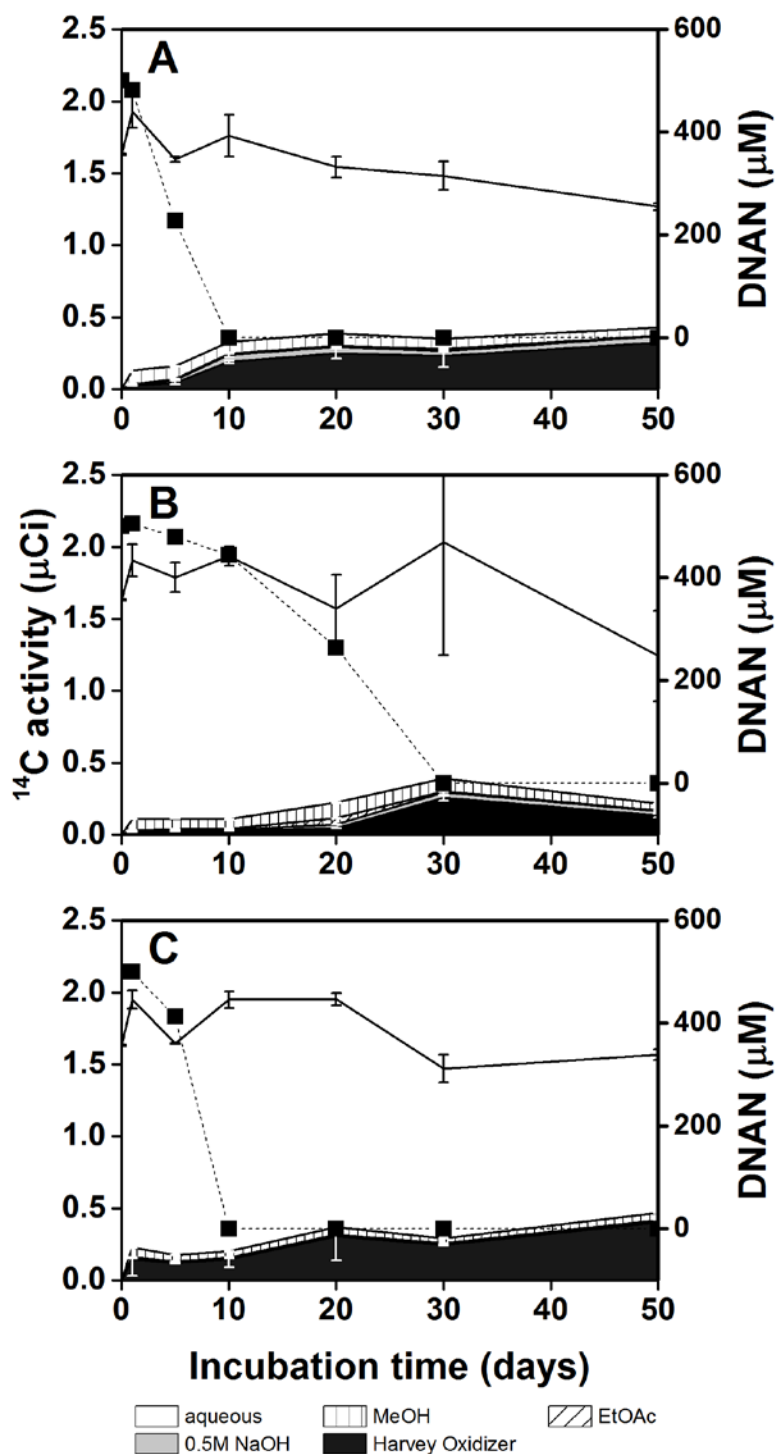 A
2.5
2.0
1.5
1.0
0.5
0.0
600
400
200
0
DNAN (μM)
0 10 20 30 40 50
B
2.5
2.0
1.5
1.0
0.5
0.0
¹⁴C activity (μCi)
600
400
200
0
DNAN (μM)
0 10 20 30 40 50
C
2.5
2.0
1.5
1.0
0.5
0.0
600
400
200
0
DNAN (μM)
0 10 20 30 40 50
Incubation time (days)
aqueous MeOH EtOAc
0.5M NaOH Harvey Oxidizer